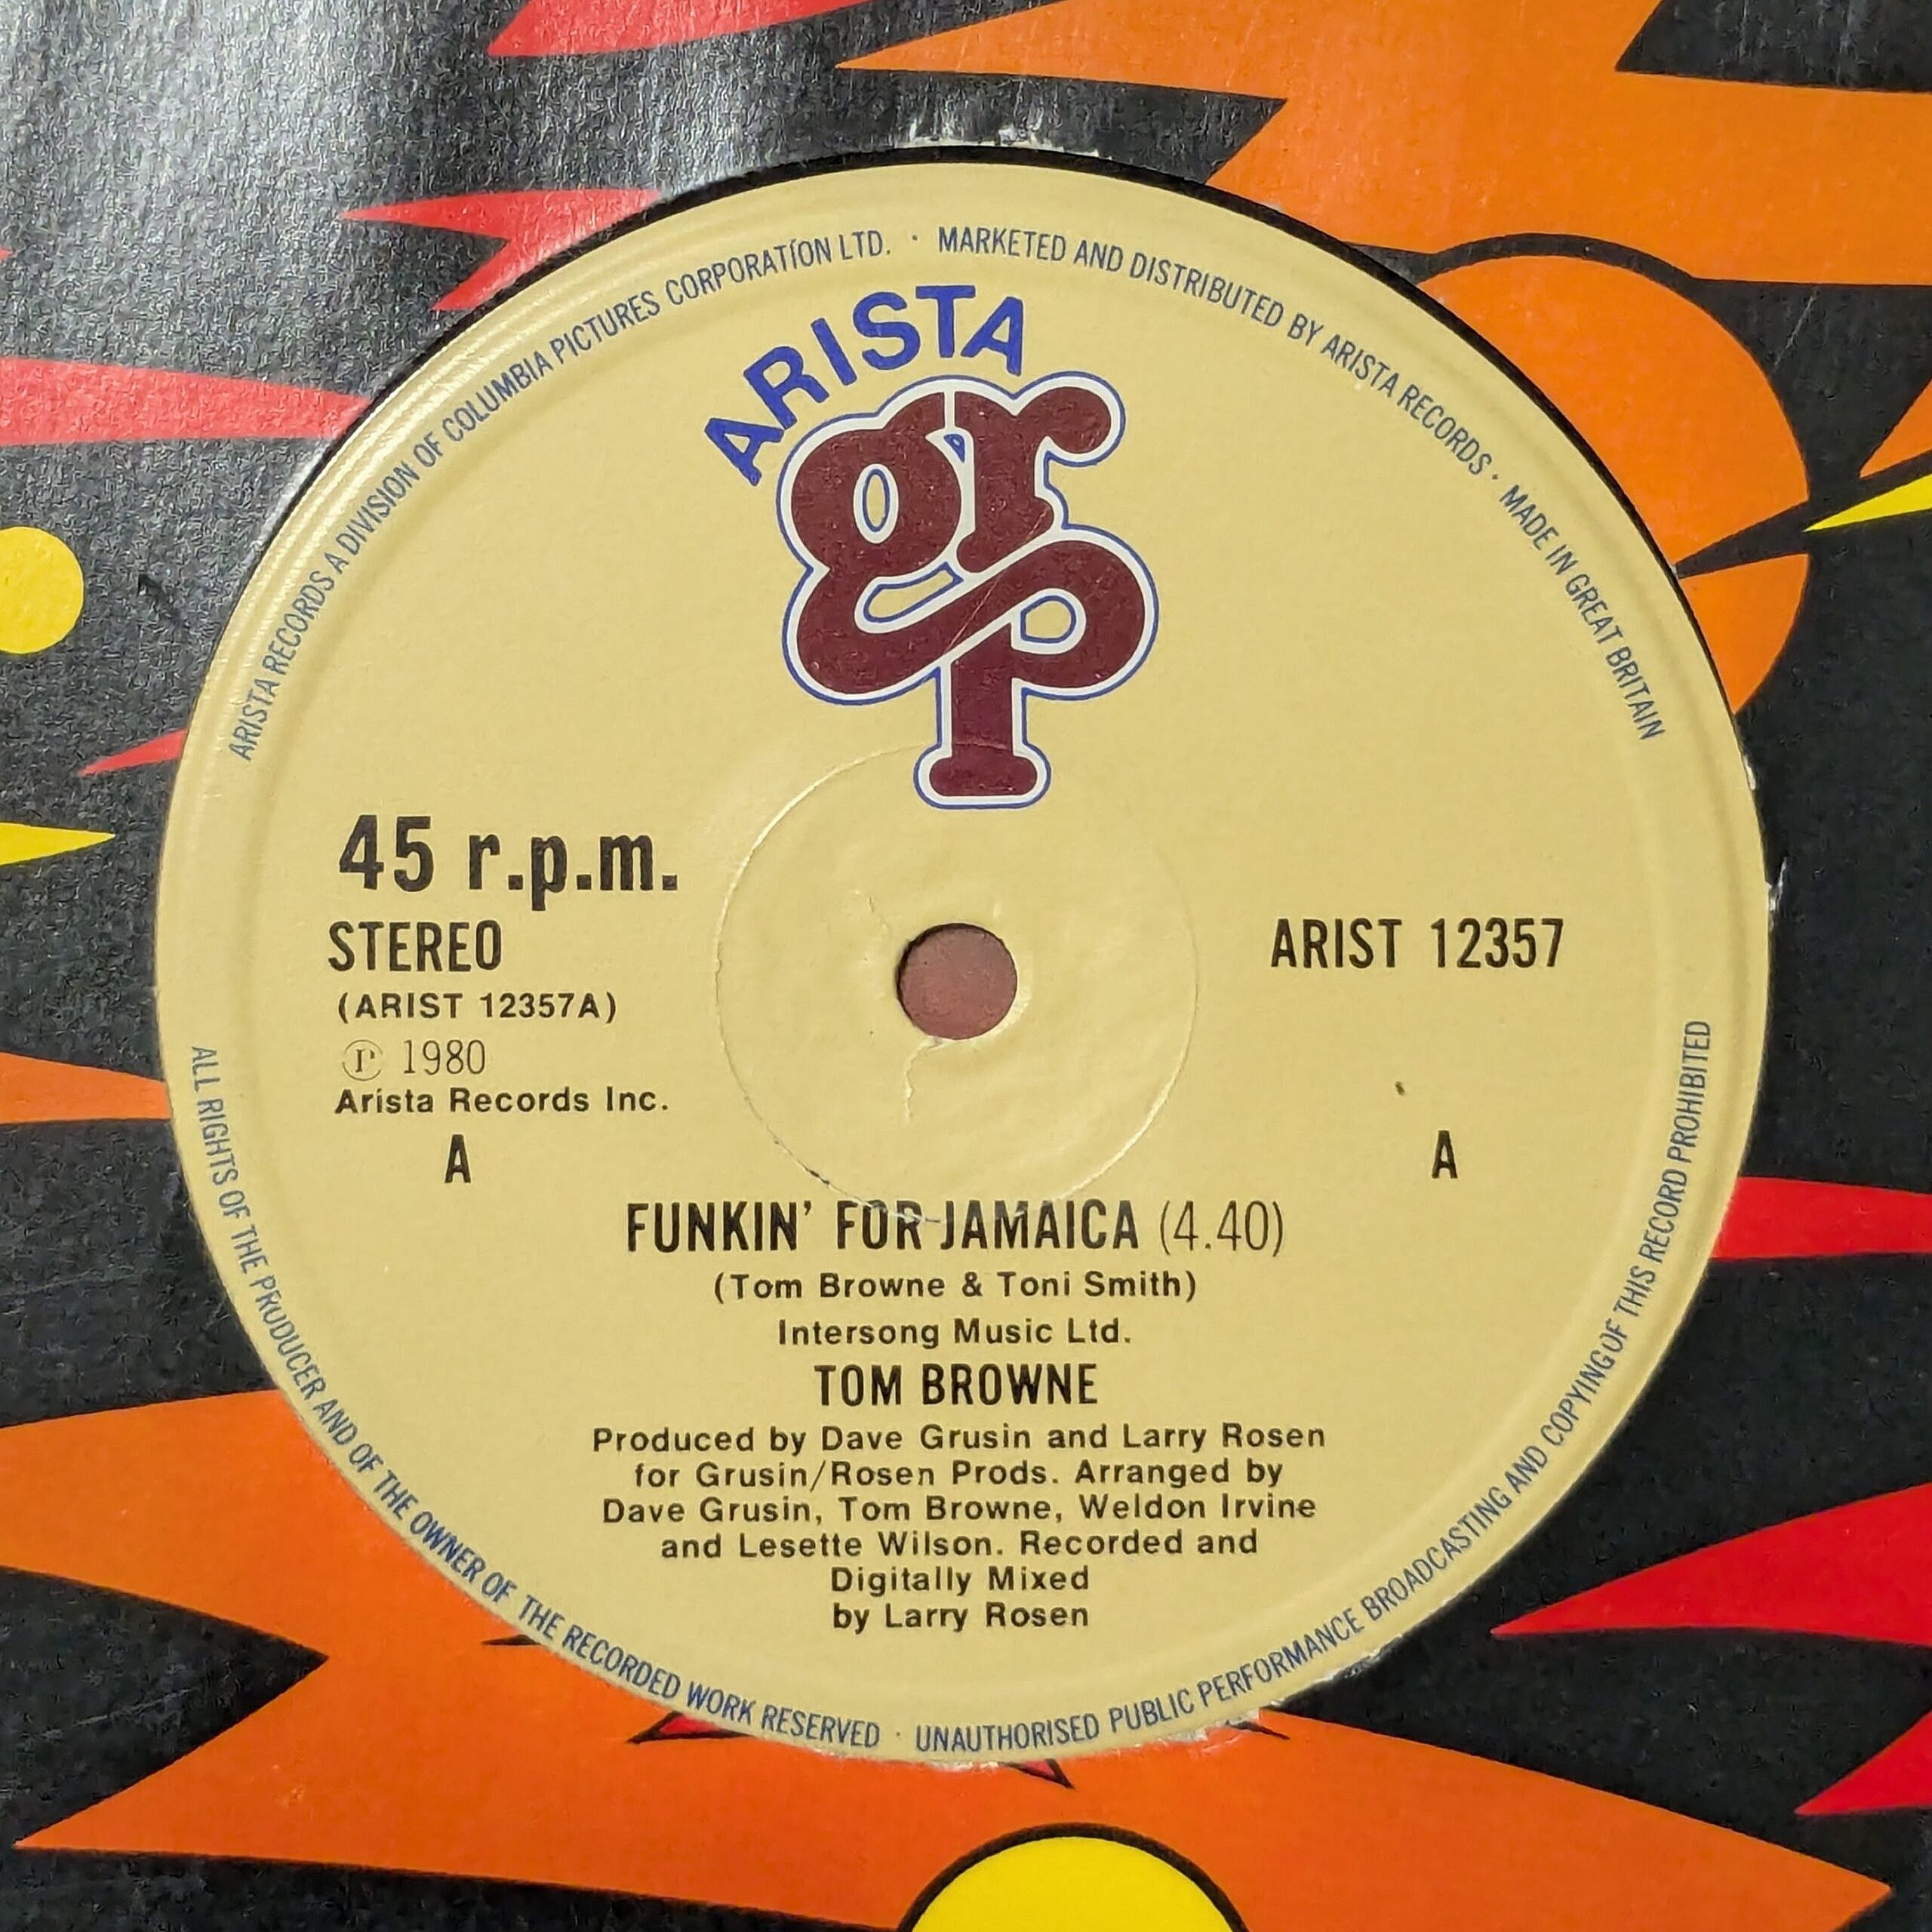 ARISTA RECORDS A DIVISION OF COLUMBIA PICTURES CORPORATION LTD. · MARKETED AND DISTRIBUTED BY ARISTA RECORDS · MADE IN GREAT BRITAIN
ARISTA
grp
45 r.p.m.
STEREO
(ARIST 12357A)
Ⓟ 1980
Arista Records Inc.
ARIST 12357
A
A
FUNKIN' FOR JAMAICA (4.40)
(Tom Browne & Toni Smith)
Intersong Music Ltd.
TOM BROWNE
Produced by Dave Grusin and Larry Rosen
for Grusin/Rosen Prods. Arranged by
Dave Grusin, Tom Browne, Weldon Irvine
and Lesette Wilson. Recorded and
Digitally Mixed
by Larry Rosen
ALL RIGHTS OF THE PRODUCER AND OF THE OWNER OF THE RECORDED WORK RESERVED · UNAUTHORISED PUBLIC PERFORMANCE BROADCASTING AND COPYING OF THIS RECORD PROHIBITED